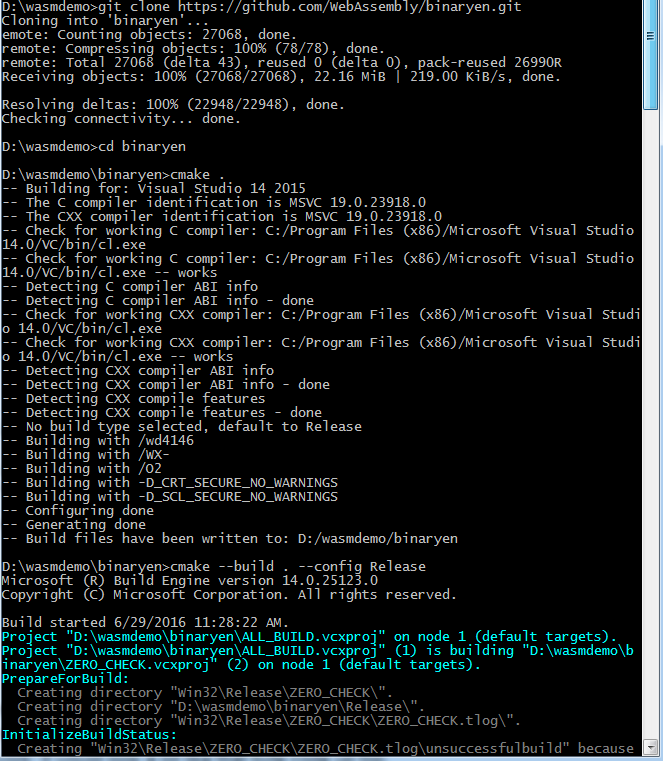 D:\wasmdemo>git clone https://github.com/WebAssembly/binaryen.git
Cloning into 'binaryen'...
emote: Counting objects: 27068, done.
remote: Compressing objects: 100% (78/78), done.
remote: Total 27068 (delta 43), reused 0 (delta 0), pack-reused 26990R
Receiving objects: 100% (27068/27068), 22.16 MiB | 219.00 KiB/s, done.
Resolving deltas: 100% (22948/22948), done.
Checking connectivity... done.
D:\wasmdemo>cd binaryen
D:\wasmdemo\binaryen>cmake .
-- Building for: Visual Studio 14 2015
-- The C compiler identification is MSVC 19.0.23918.0
-- The CXX compiler identification is MSVC 19.0.23918.0
-- Check for working C compiler: C:/Program Files (x86)/Microsoft Visual Studio
14.0/VC/bin/cl.exe
-- Check for working C compiler: C:/Program Files (x86)/Microsoft Visual Studio
14.0/VC/bin/cl.exe -- works
-- Detecting C compiler ABI info
-- Detecting C compiler ABI info - done
-- Check for working CXX compiler: C:/Program Files (x86)/Microsoft Visual Studi
o 14.0/VC/bin/cl.exe
-- Check for working CXX compiler: C:/Program Files (x86)/Microsoft Visual Studi
o 14.0/VC/bin/cl.exe -- works
-- Detecting CXX compiler ABI info
-- Detecting CXX compiler ABI info - done
-- Detecting CXX compile features
-- Detecting CXX compile features - done
-- No build type selected, default to Release
-- Building with /wd4146
-- Building with /WX-
-- Building with /O2
-- Building with -D_CRT_SECURE_NO_WARNINGS
-- Building with -D_SCL_SECURE_NO_WARNINGS
-- Configuring done
-- Generating done
-- Build files have been written to: D:/wasmdemo/binaryen
D:\wasmdemo\binaryen>cmake --build . --config Release
Microsoft (R) Build Engine version 14.0.25123.0
Copyright (C) Microsoft Corporation. All rights reserved.
Build started 6/29/2016 11:28:22 AM.
Project "D:\wasmdemo\binaryen\ALL_BUILD.vcxproj" on node 1 (default targets).
Project "D:\wasmdemo\binaryen\ALL_BUILD.vcxproj" (1) is building "D:\wasmdemo\b
inaryen\ZERO_CHECK.vcxproj" (2) on node 1 (default targets).
PrepareForBuild:
  Creating directory "Win32\Release\ZERO_CHECK\".
  Creating directory "D:\wasmdemo\binaryen\Release\".
  Creating directory "Win32\Release\ZERO_CHECK\ZERO_CHECK.tlog\".
InitializeBuildStatus:
  Creating "Win32\Release\ZERO_CHECK\ZERO_CHECK.tlog\unsuccessfulbuild" because